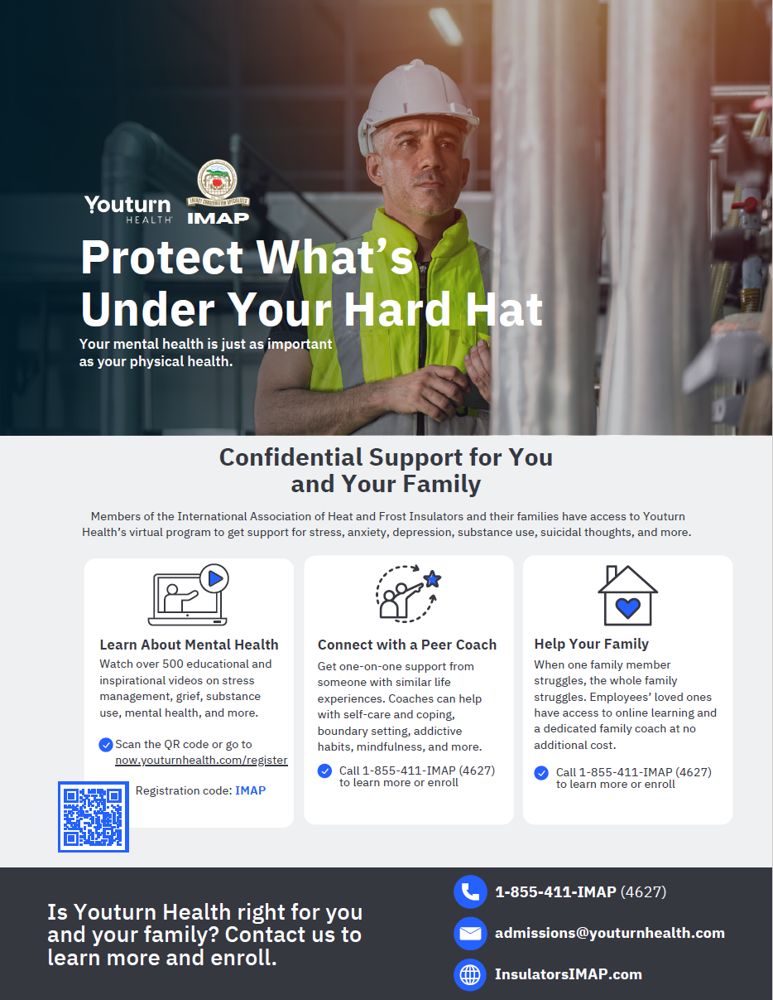 Youturn
HEALTH
ENERGY CONSERVATION SPECIALISTS
IMAP
Protect What's
Under Your Hard Hat
Your mental health is just as important
as your physical health.
Confidential Support for You
and Your Family
Members of the International Association of Heat and Frost Insulators and their families have access to Youturn
Health's virtual program to get support for stress, anxiety, depression, substance use, suicidal thoughts, and more.
Learn About Mental Health
Watch over 500 educational and
inspirational videos on stress
management, grief, substance
use, mental health, and more.
Scan the QR code or go to
now.youturnhealth.com/register
Registration code: IMAP
Connect with a Peer Coach
Get one-on-one support from
someone with similar life
experiences. Coaches can help
with self-care and coping,
boundary setting, addictive
habits, mindfulness, and more.
Call 1-855-411-IMAP (4627)
to learn more or enroll
Help Your Family
When one family member
struggles, the whole family
struggles. Employees' loved ones
have access to online learning and
a dedicated family coach at no
additional cost.
Call 1-855-411-IMAP (4627)
to learn more or enroll
Is Youturn Health right for you
and your family? Contact us to
learn more and enroll.
1-855-411-IMAP (4627)
admissions@youturnhealth.com
InsulatorsIMAP.com